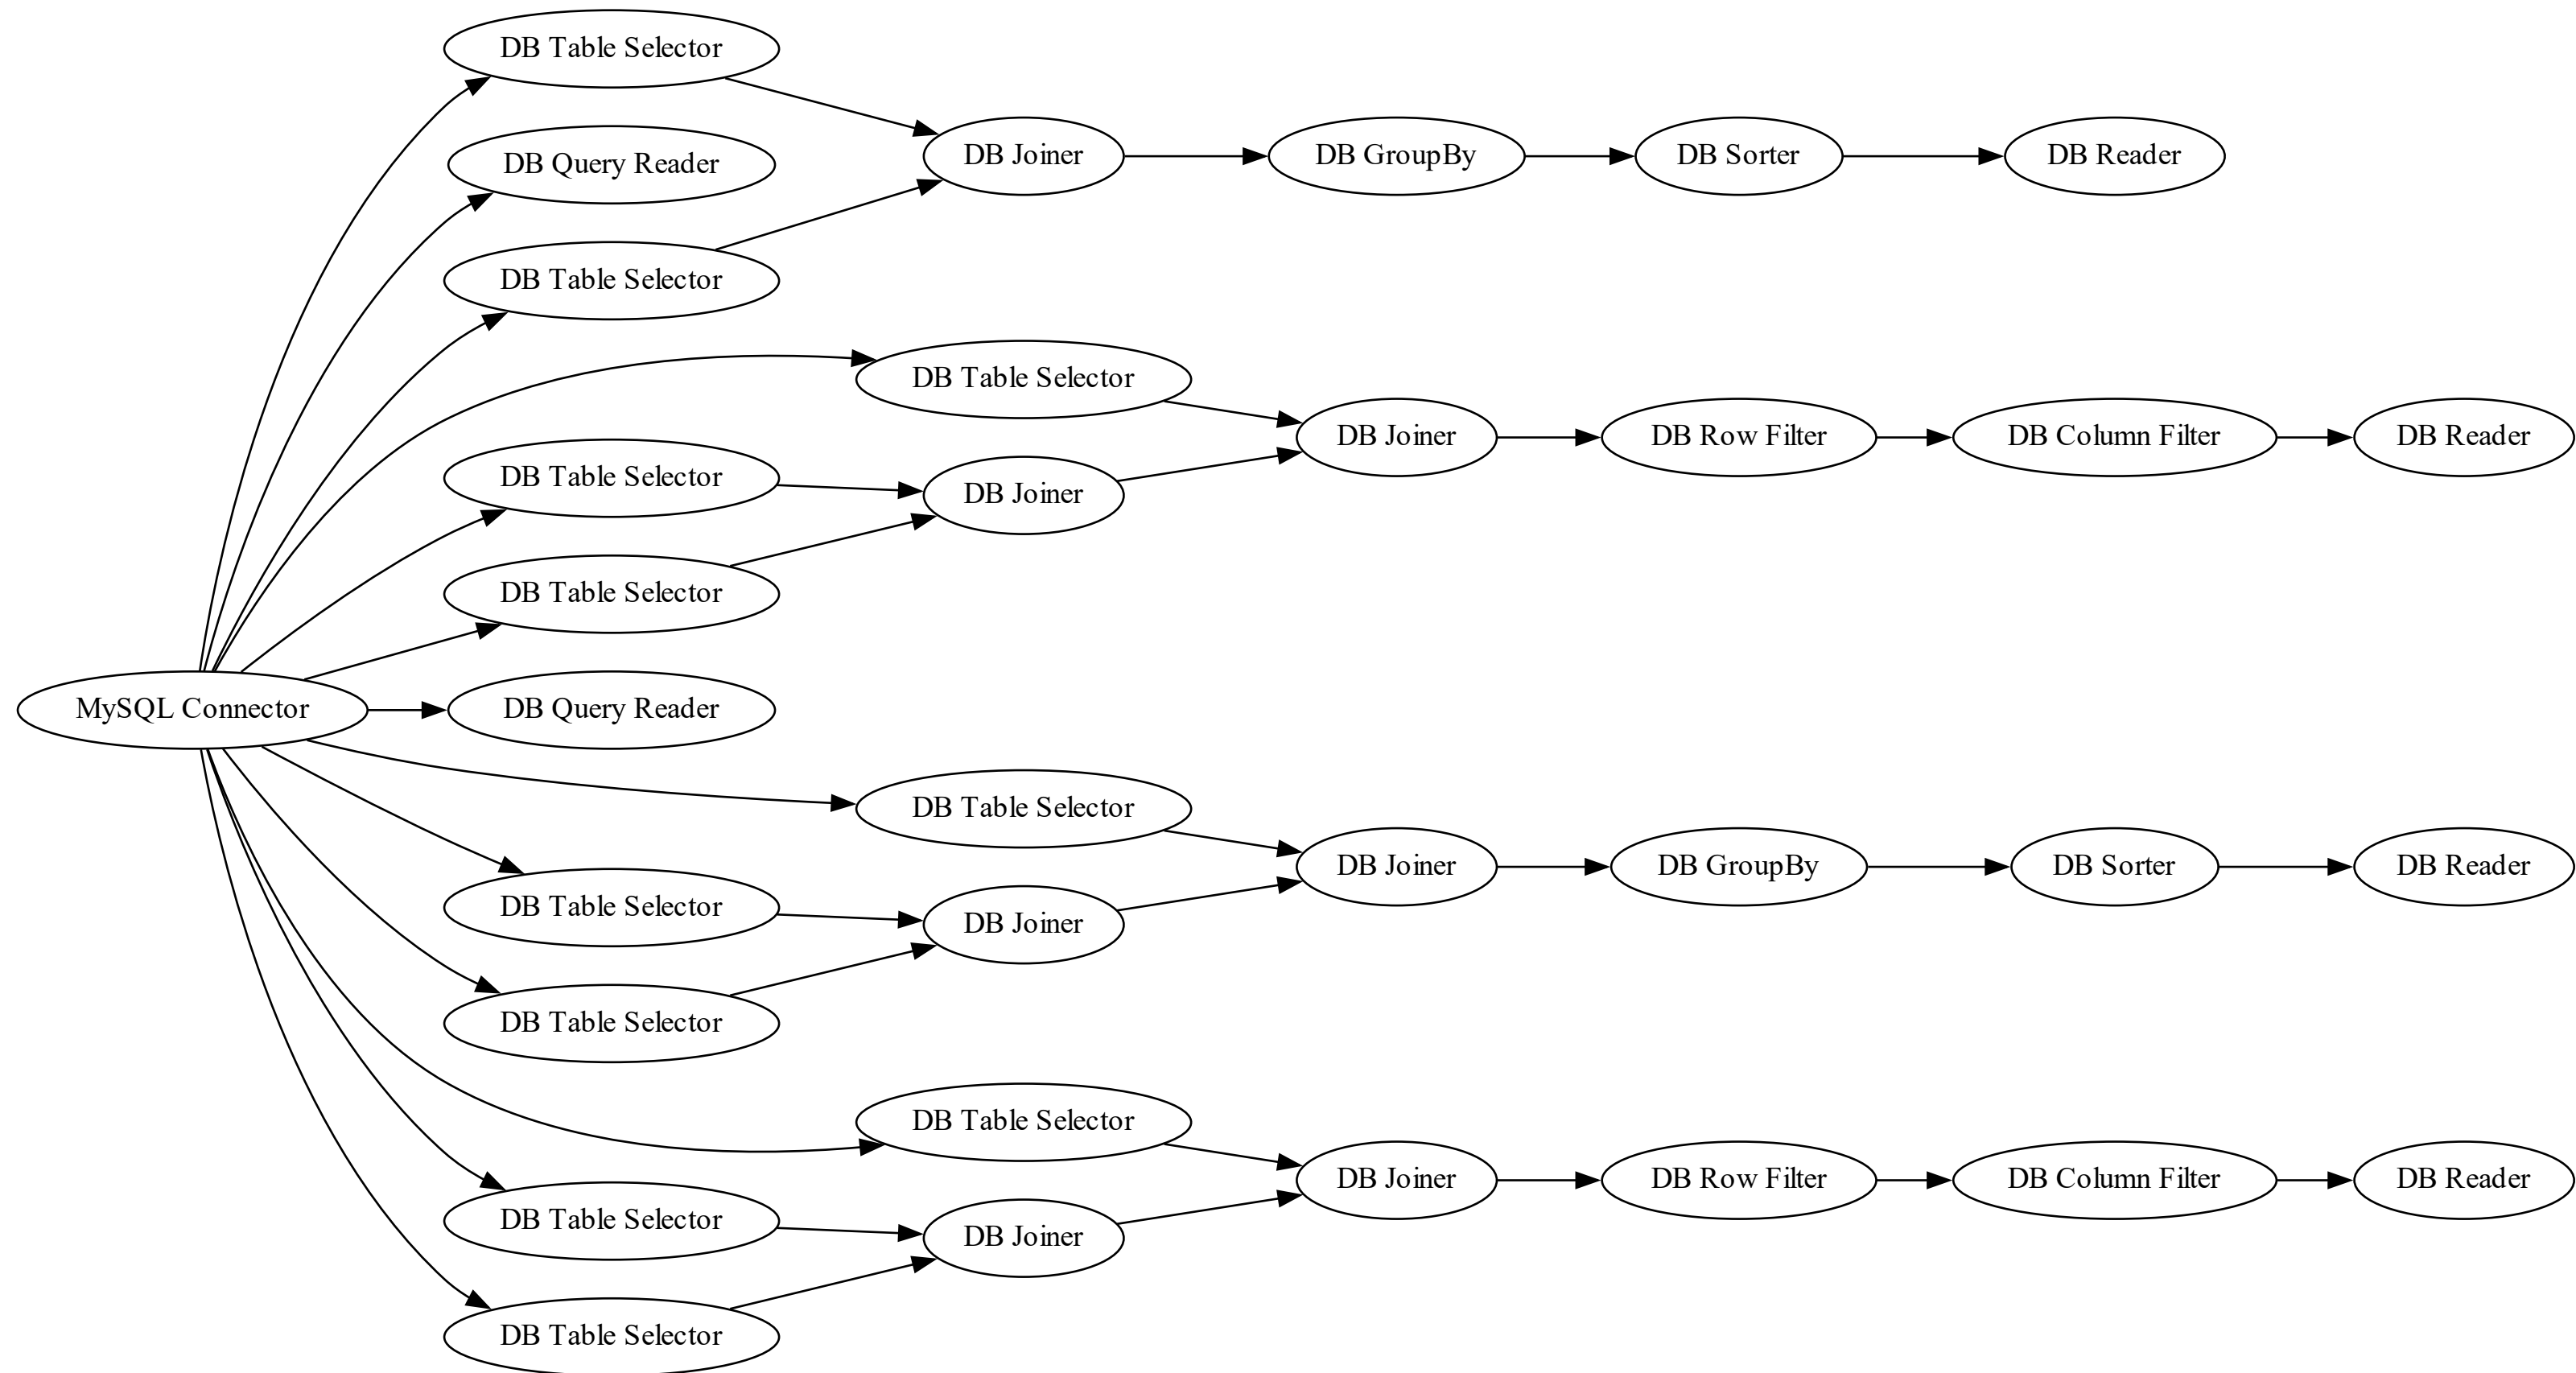 DB Table Selector
DB Query Reader
DB Joiner
DB GroupBy
DB Sorter
DB Reader
DB Table Selector
DB Table Selector
DB Table Selector
DB Joiner
DB Row Filter
DB Column Filter
DB Reader
DB Joiner
DB Table Selector
MySQL Connector
DB Query Reader
DB Table Selector
DB Joiner
DB GroupBy
DB Sorter
DB Reader
DB Table Selector
DB Joiner
DB Table Selector
DB Table Selector
DB Joiner
DB Row Filter
DB Column Filter
DB Reader
DB Table Selector
DB Joiner
DB Table Selector